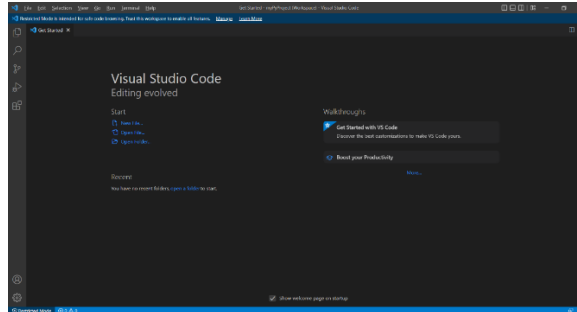 File Edit Selection View Go Run Terminal Help
Restricted Mode is intended for safe code browsing. Trust this window to enable all features. Manage Learn More
Get Started
Visual Studio Code
Editing evolved
Start
New File...
Open File...
Open Folder...
Recent
You have no recent folders, open a folder to start.
Walkthroughs
Get Started with VS Code
Discover the best customizations to make VS Code yours.
Boost your Productivity
More...
Show welcome page on startup
Restricted Mode 0 0